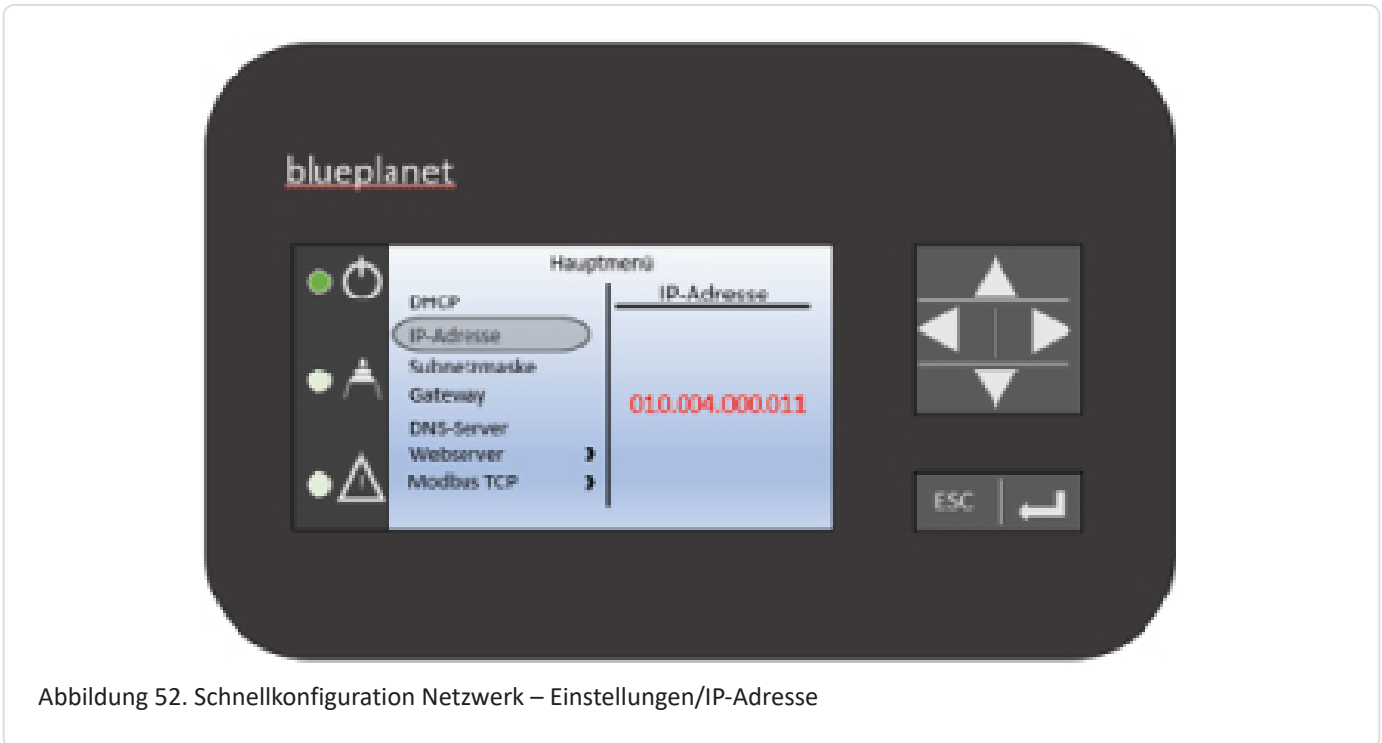 blueplanet
Hauptmenü
DHCP
IP-Adresse
Subnetzmaske
Gateway
DNS-Server
Webserver
Modbus TCP
IP-Adresse
010.004.000.011
ESC
Abbildung 52. Schnellkonfiguration Netzwerk – Einstellungen/IP-Adresse